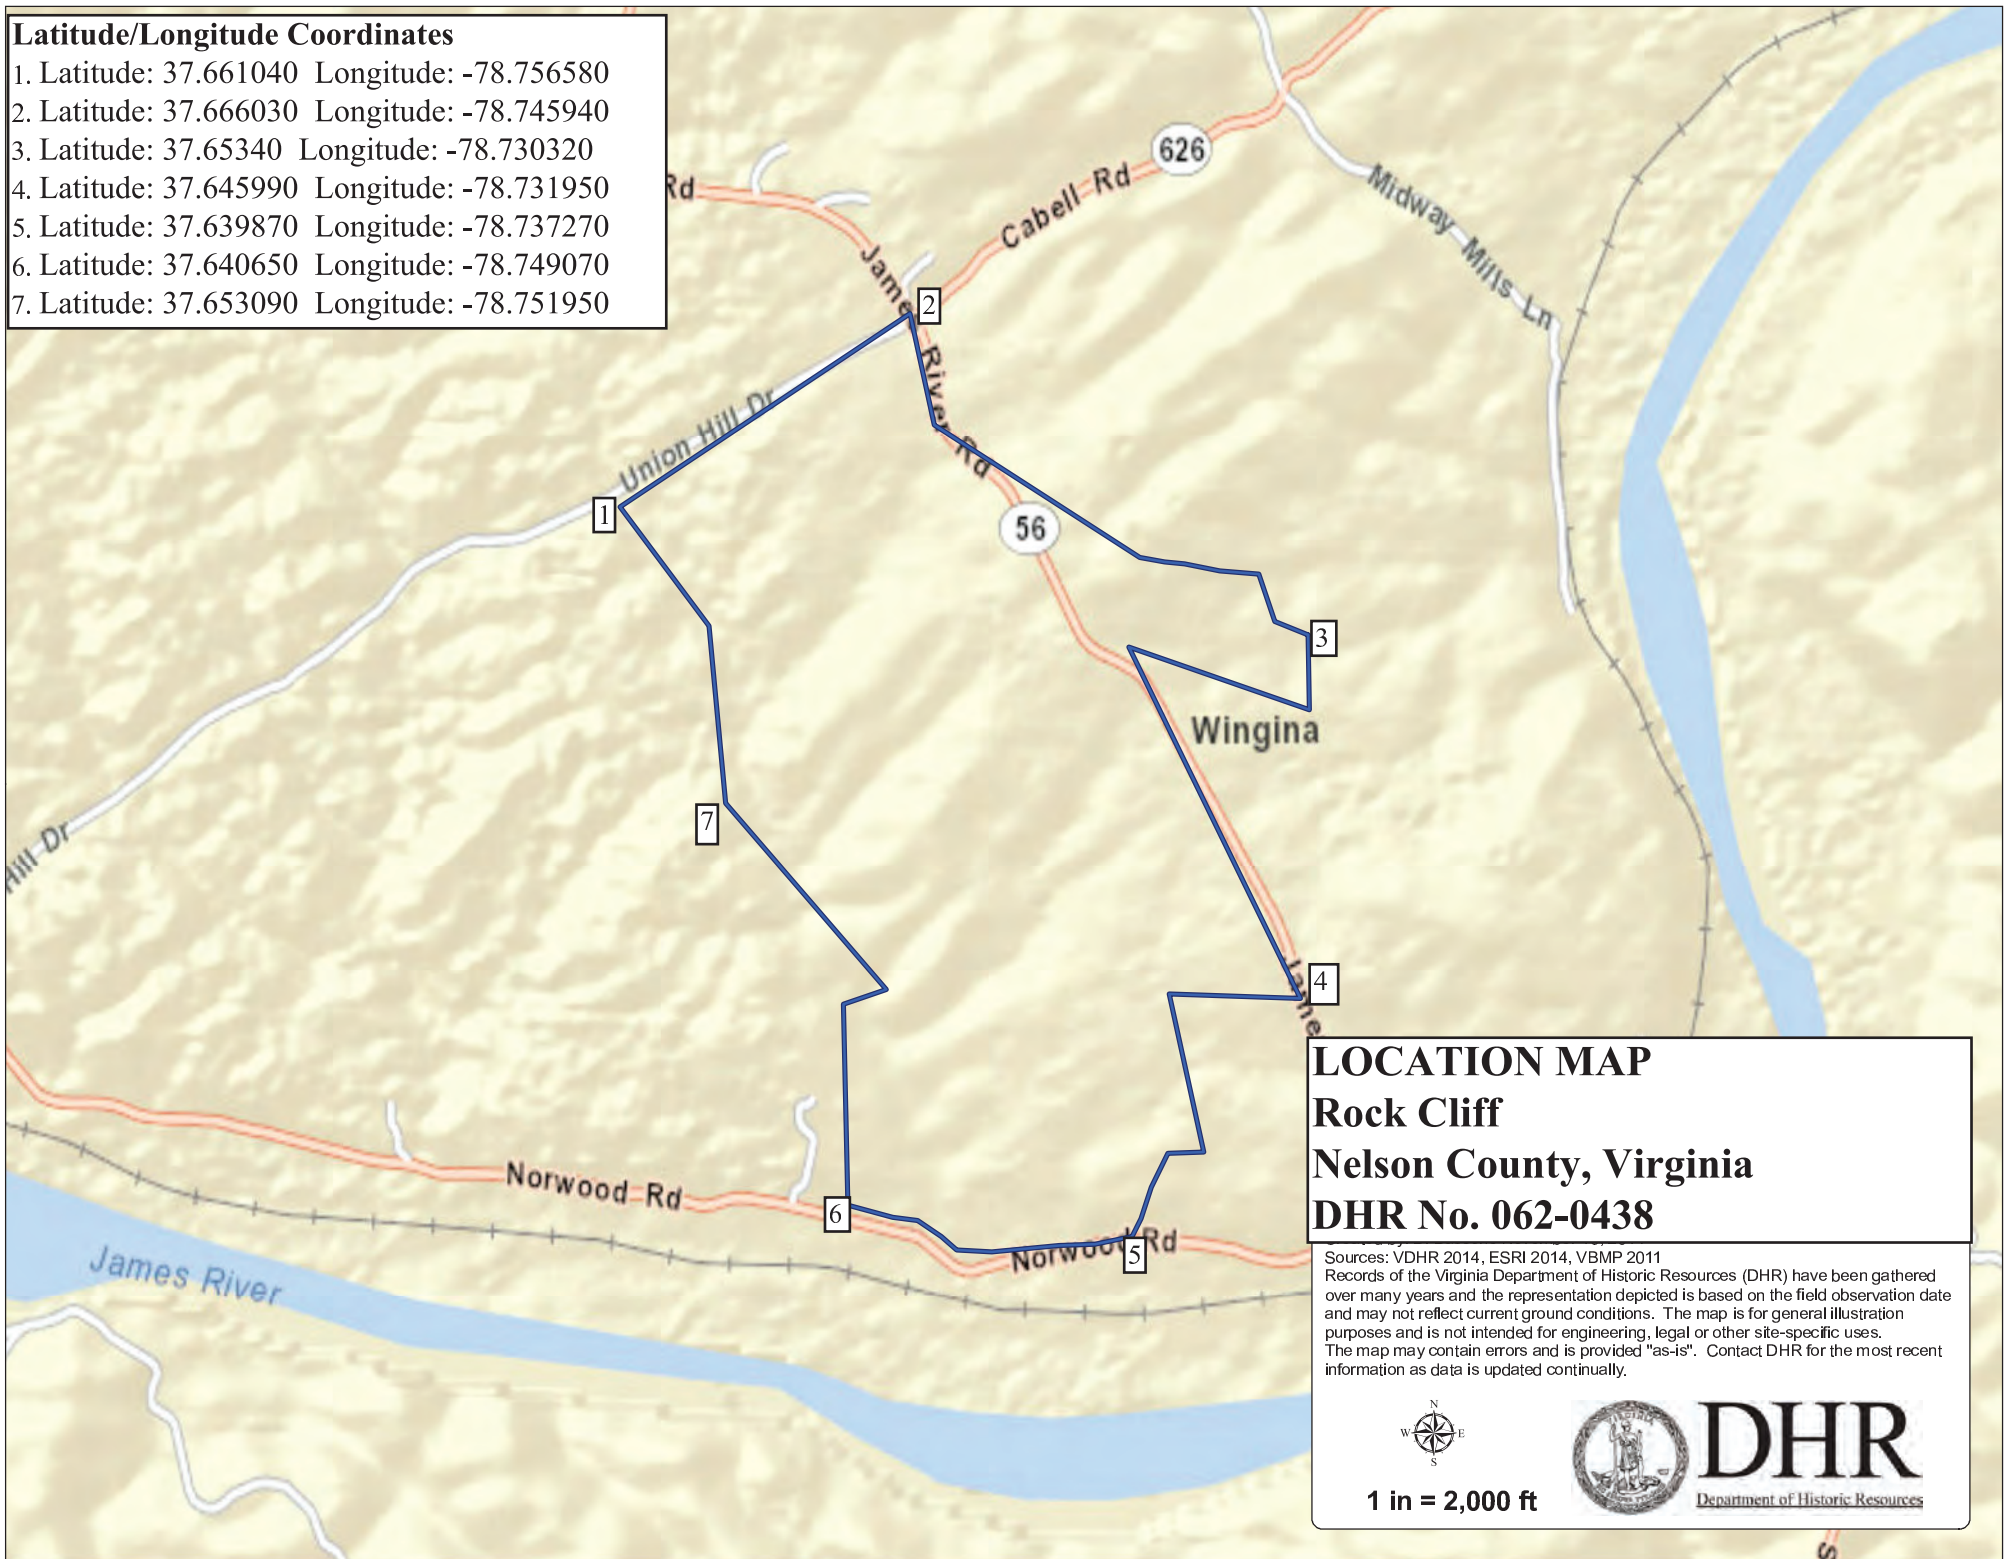 Latitude/Longitude Coordinates
1. Latitude: 37.661040 Longitude: -78.756580
2. Latitude: 37.666030 Longitude: -78.745940
3. Latitude: 37.65340 Longitude: -78.730320
4. Latitude: 37.645990 Longitude: -78.731950
5. Latitude: 37.639870 Longitude: -78.737270
6. Latitude: 37.640650 Longitude: -78.749070
7. Latitude: 37.653090 Longitude: -78.751950
Rd
626
Cabell Rd
Midway Mills Ln
James River Rd
2
Union Hill Dr
1
56
3
Wingina
7
Hill Dr
4
Jame
Norwood Rd
6
Norwood Rd
5
James River
LOCATION MAP
Rock Cliff
Nelson County, Virginia
DHR No. 062-0438
Sources: VDHR 2014, ESRI 2014, VBMP 2011
Records of the Virginia Department of Historic Resources (DHR) have been gathered
over many years and the representation depicted is based on the field observation date
and may not reflect current ground conditions. The map is for general illustration
purposes and is not intended for engineering, legal or other site-specific uses.
The map may contain errors and is provided "as-is". Contact DHR for the most recent
information as data is updated continually.
N
W E
S
1 in = 2,000 ft
VIRGINIA
DHR
Department of Historic Resources
S